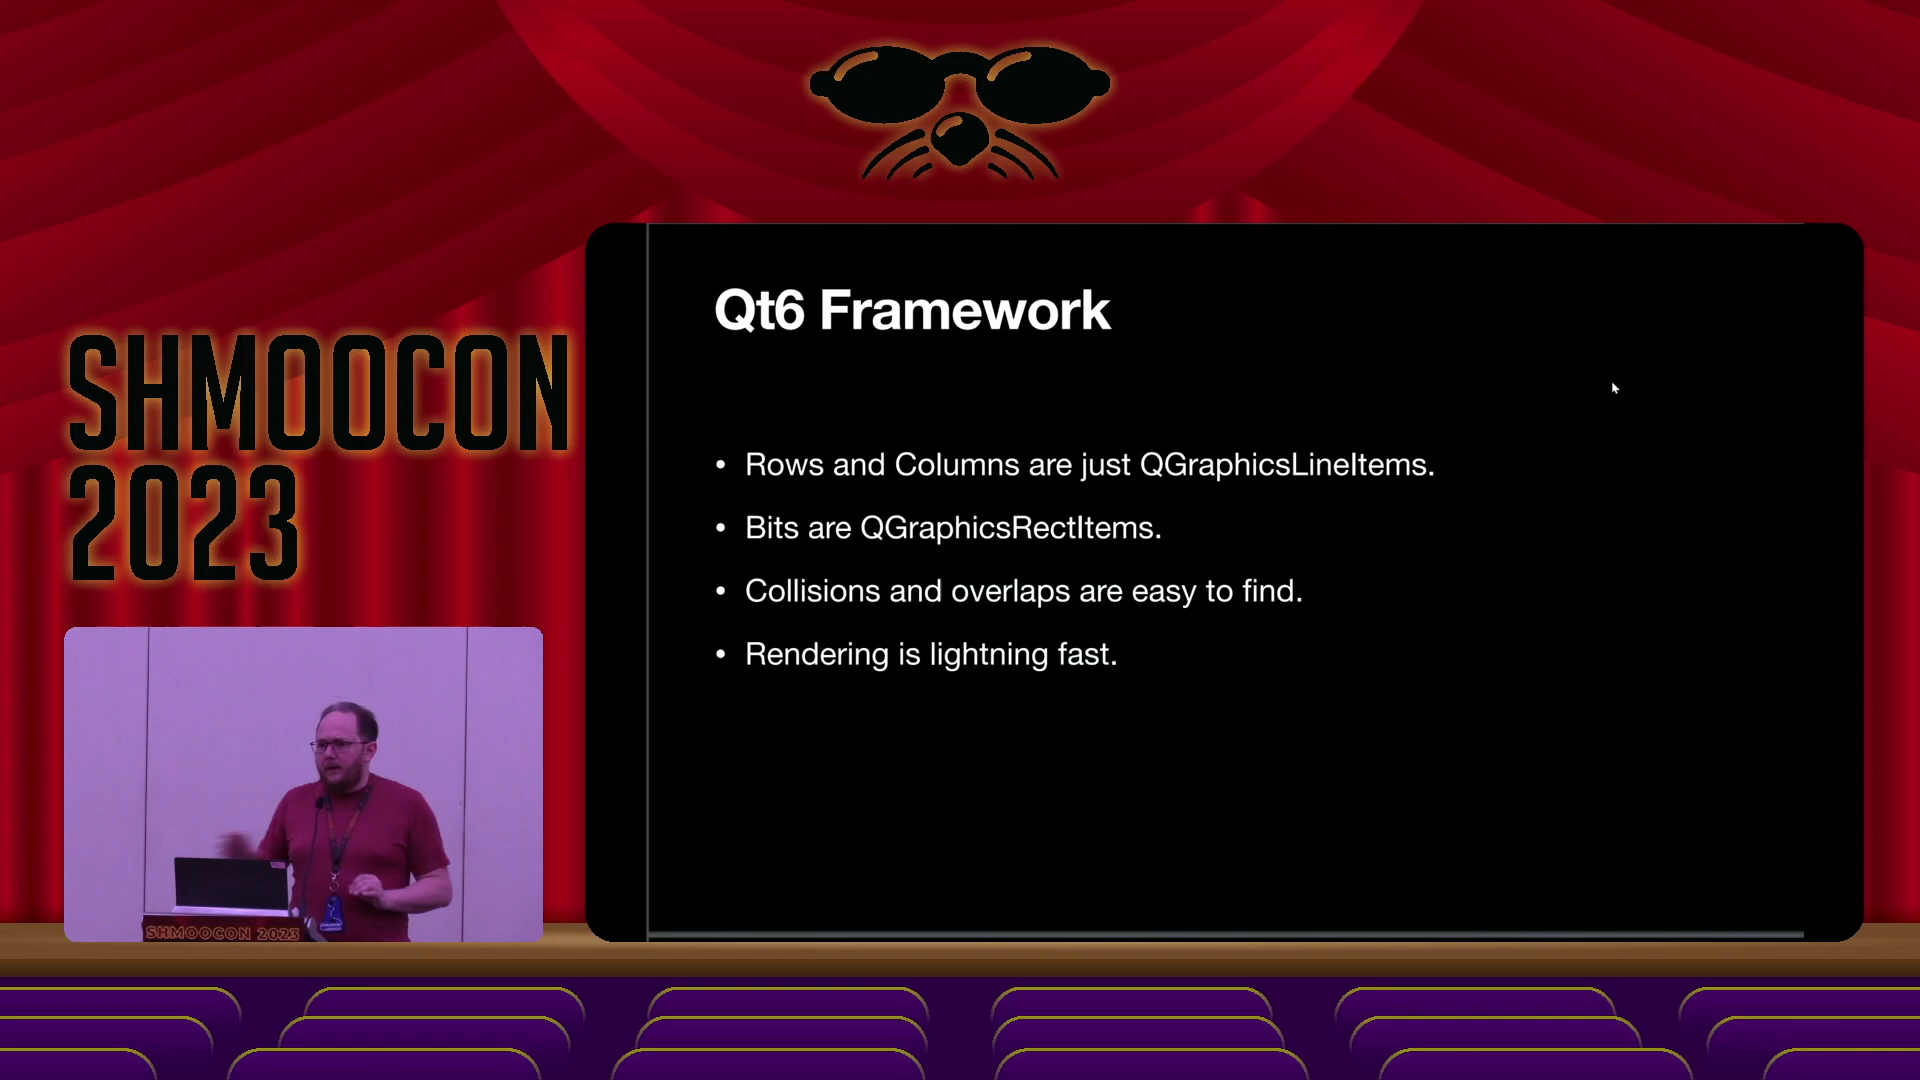 SHMOOCON
2023
Qt6 Framework
• Rows and Columns are just QGraphicsLineItems.
• Bits are QGraphicsRectItems.
• Collisions and overlaps are easy to find.
• Rendering is lightning fast.
SHMOOCON 2023